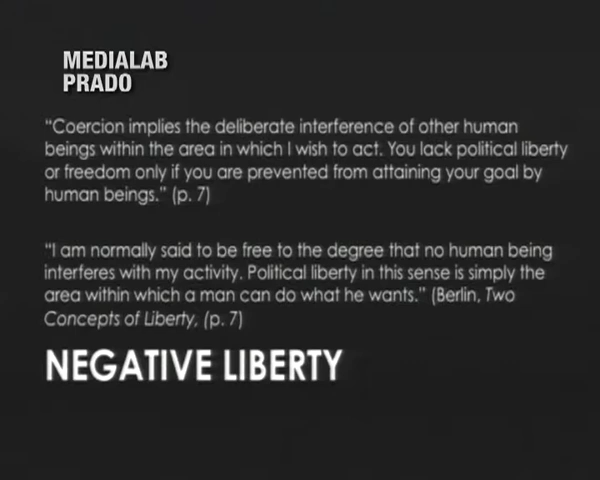 MEDIALAB
PRADO
“Coercion implies the deliberate interference of other human
beings within the area in which I wish to act. You lack political liberty
or freedom only if you are prevented from attaining your goal by
human beings.” (p. 7)
“I am normally said to be free to the degree that no human being
interferes with my activity. Political liberty in this sense is simply the
area within which a man can do what he wants.” (Berlin, Two
Concepts of Liberty, (p. 7)
NEGATIVE LIBERTY